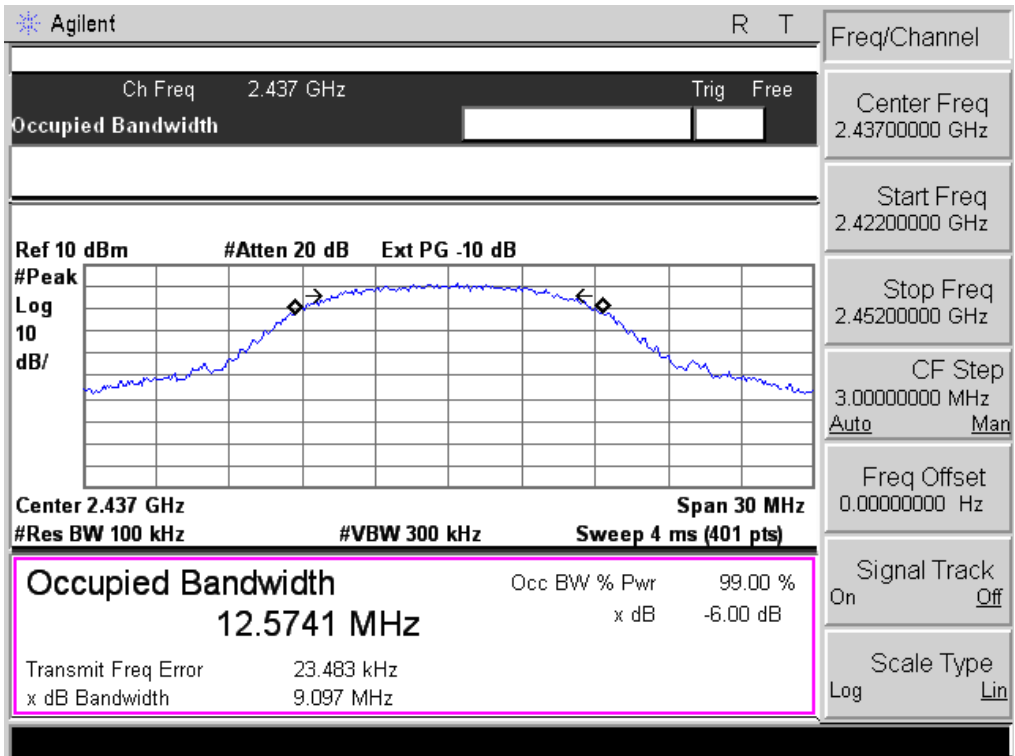 Agilent R T
Ch Freq 2.437 GHz Trig Free
Occupied Bandwidth
Ref 10 dBm #Atten 20 dB Ext PG -10 dB
#Peak
Log
10
dB/
Center 2.437 GHz Span 30 MHz
#Res BW 100 kHz #VBW 300 kHz Sweep 4 ms (401 pts)
Occupied Bandwidth
12.5741 MHz
Occ BW % Pwr 99.00 %
x dB -6.00 dB
Transmit Freq Error 23.483 kHz
x dB Bandwidth 9.097 MHz
Freq/Channel
Center Freq
2.43700000 GHz
Start Freq
2.42200000 GHz
Stop Freq
2.45200000 GHz
CF Step
3.00000000 MHz
Auto Man
Freq Offset
0.00000000 Hz
Signal Track
On Off
Scale Type
Log Lin